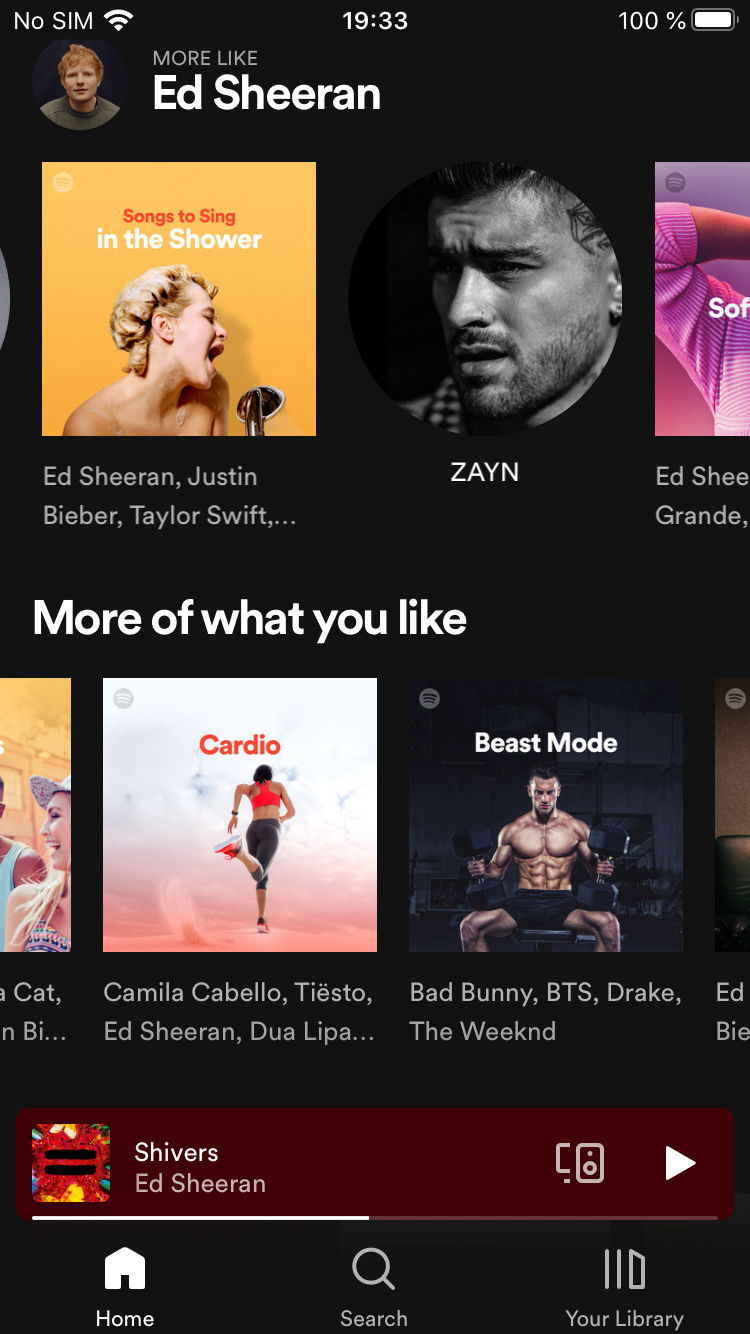 No SIM 19:33 100 %
MORE LIKE
Ed Sheeran
Songs to Sing
in the Shower
Sof
Ed Sheeran, Justin
Bieber, Taylor Swift,...
ZAYN
Ed Shee
Grande,
More of what you like
s
Cardio
Beast Mode
a Cat,
n Bi...
Camila Cabello, Tiësto,
Ed Sheeran, Dua Lipa...
Bad Bunny, BTS, Drake,
The Weeknd
Ed
Bie
Shivers
Ed Sheeran
Home Search Your Library